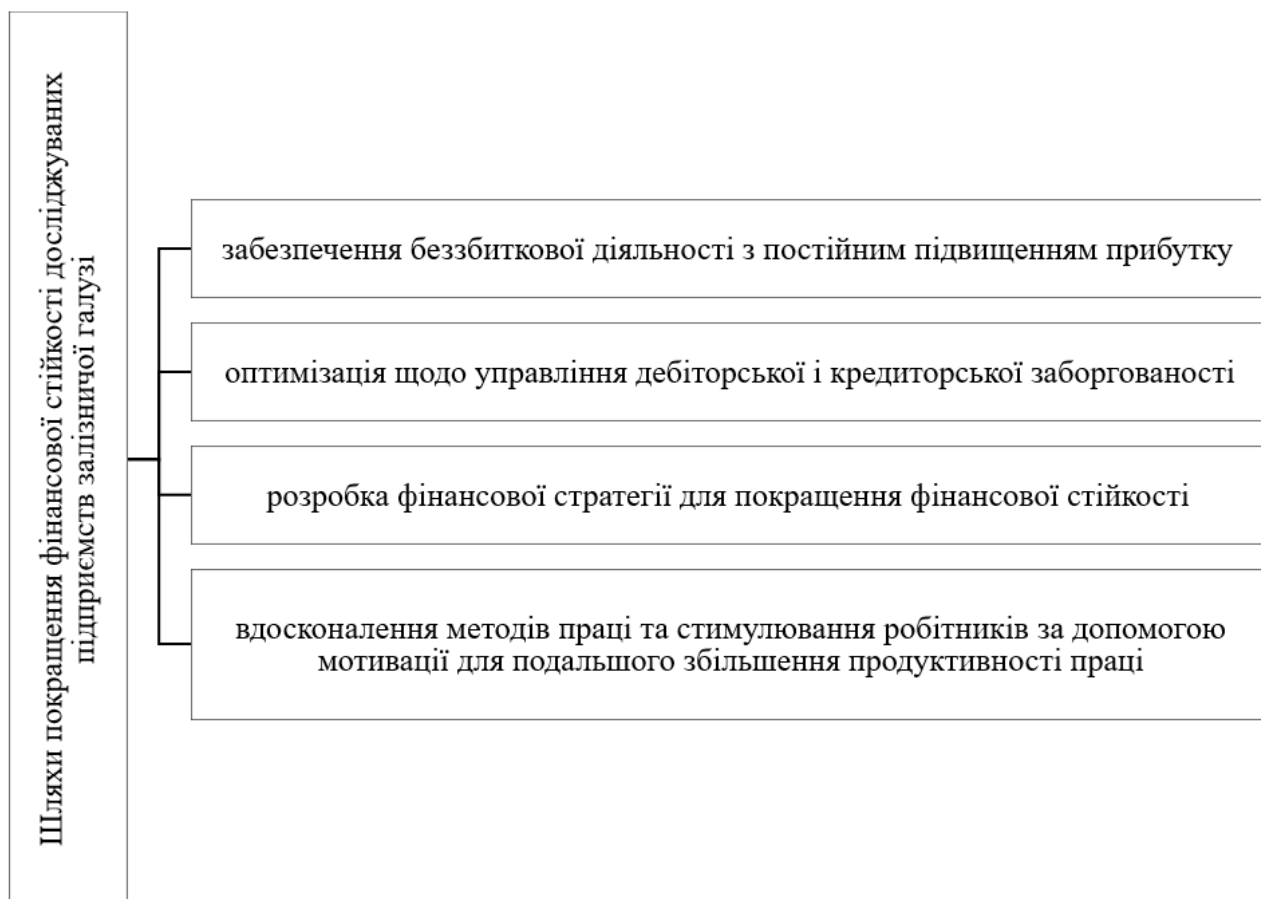 Шляхи покращення фінансової стійкості досліджуваних
підприємств залізничої галузі
забезпечення беззбиткової діяльності з постійним підвищенням прибутку
оптимізація щодо управління дебіторської і кредиторської заборгованості
розробка фінансової стратегії для покращення фінансової стійкості
вдосконалення методів праці та стимулювання робітників за допомогою
мотивації для подальшого збільшення продуктивності праці